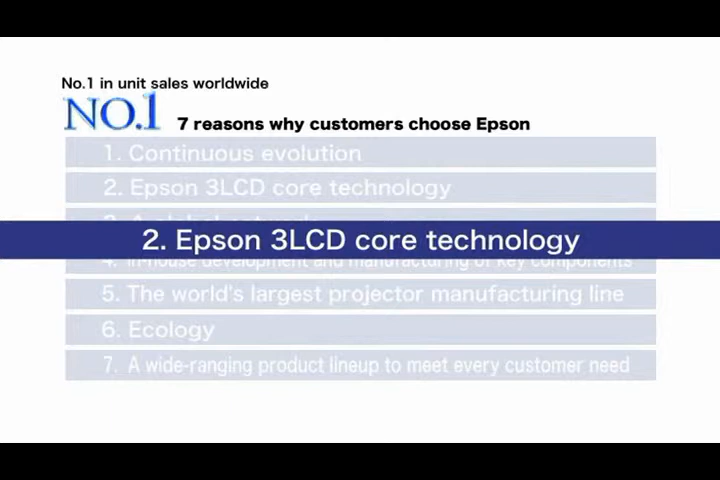 No.1 in unit sales worldwide
NO.1 7 reasons why customers choose Epson
1. Continuous evolution
2. Epson 3LCD core technology
2. Epson 3LCD core technology
4. In-house development and manufacturing of key components
5. The world's largest projector manufacturing line
6. Ecology
7. A wide-ranging product lineup to meet every customer need